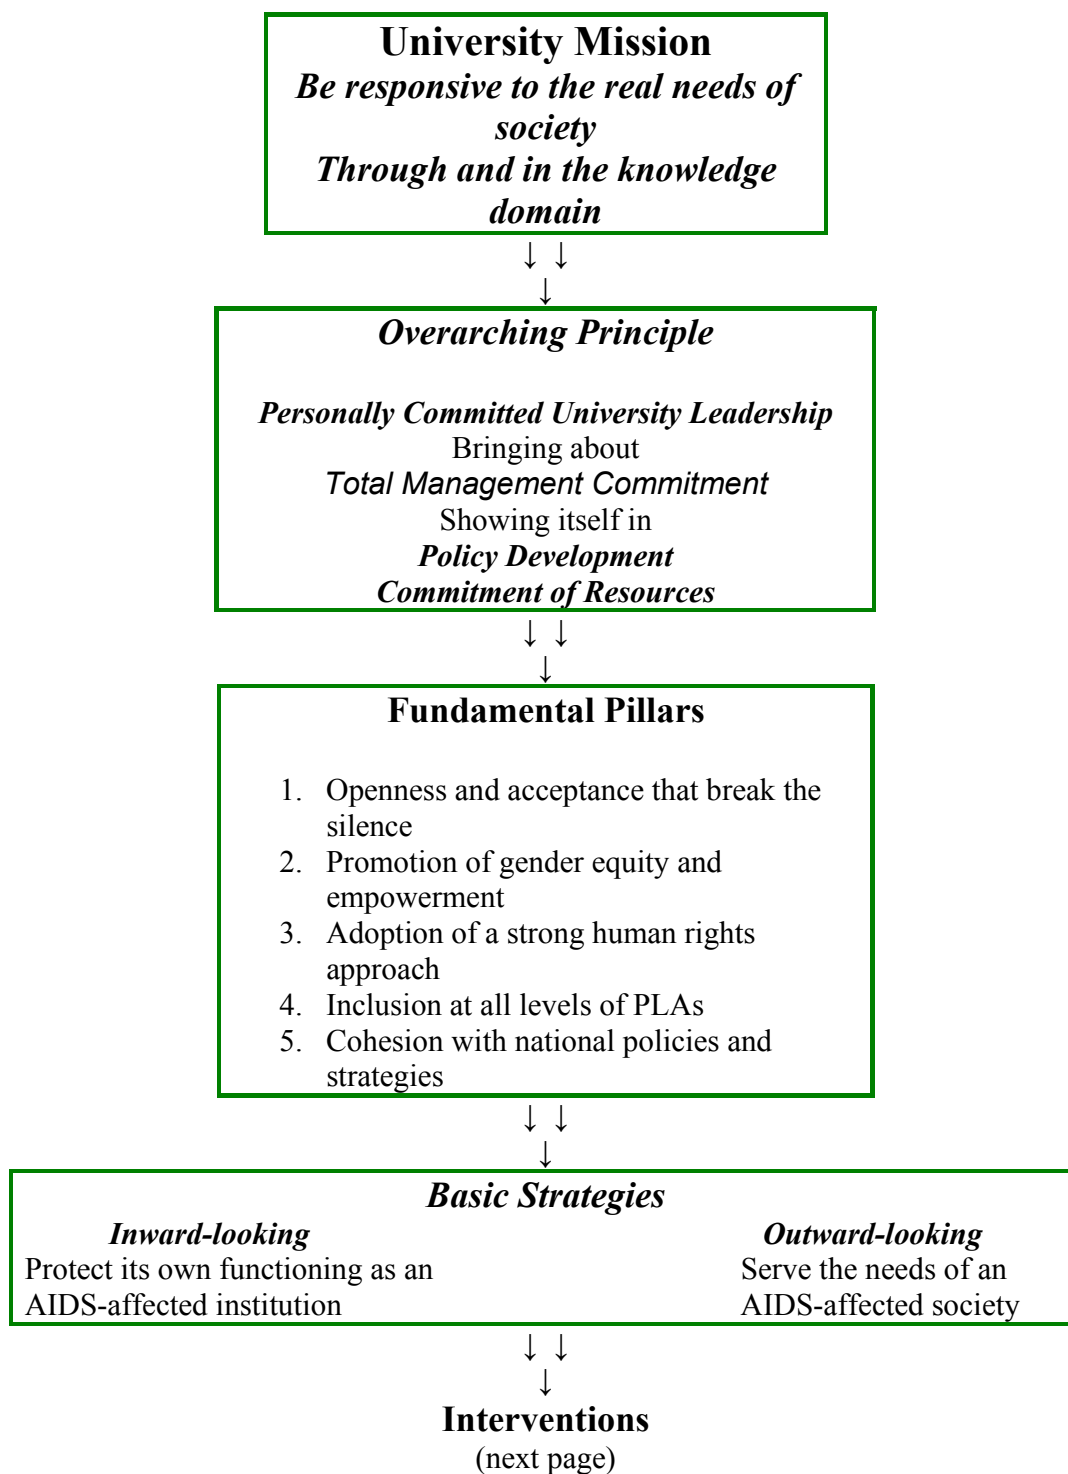 University Mission
Be responsive to the real needs of
society
Through and in the knowledge
domain
↓ ↓
↓
Overarching Principle
Personally Committed University Leadership
Bringing about
Total Management Commitment
Showing itself in
Policy Development
Commitment of Resources
↓ ↓
↓
Fundamental Pillars
1. Openness and acceptance that break the
silence
2. Promotion of gender equity and
empowerment
3. Adoption of a strong human rights
approach
4. Inclusion at all levels of PLAs
5. Cohesion with national policies and
strategies
↓ ↓
↓
Basic Strategies
Inward-looking
Protect its own functioning as an
AIDS-affected institution
Outward-looking
Serve the needs of an
AIDS-affected society
↓ ↓
↓
Interventions
(next page)